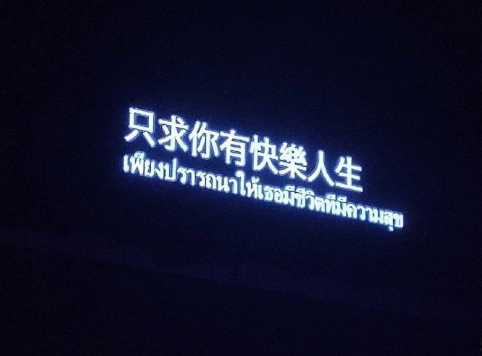 只求你有快樂人生
เพียงปรารถนาให้เธอมีชีวิตที่มีความสุข